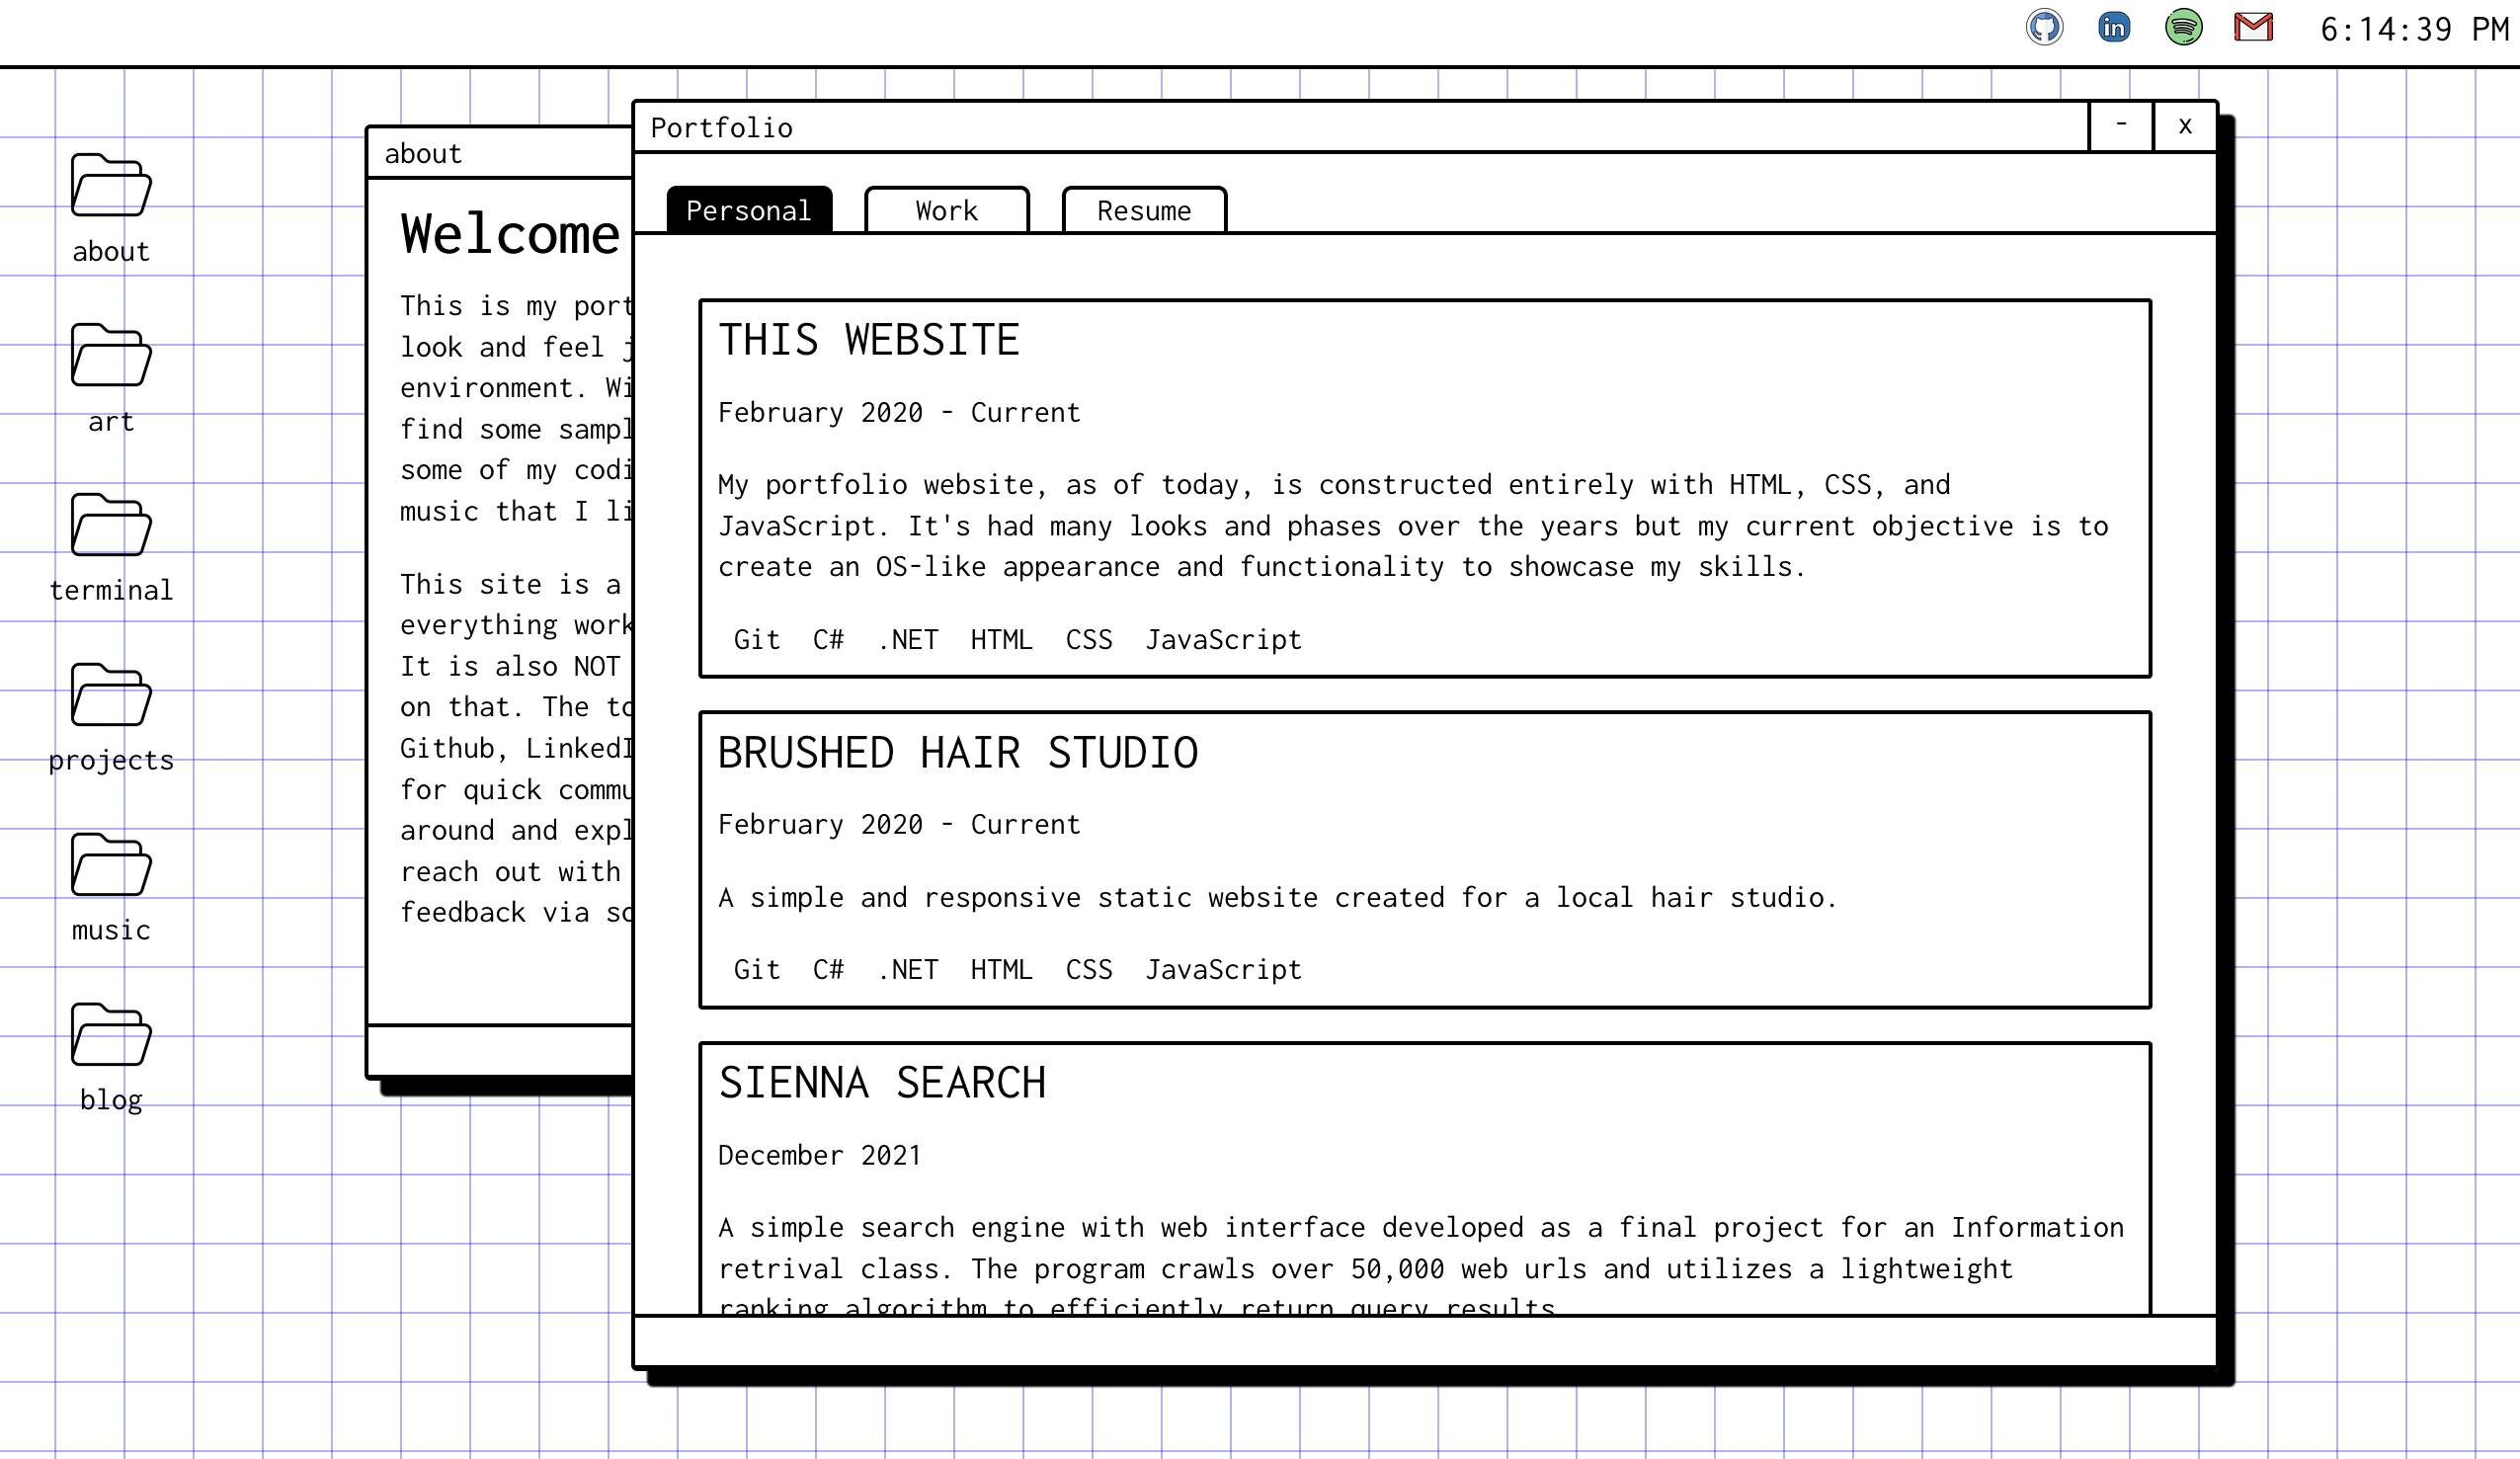 6:14:39 PM
about
art
terminal
projects
music
blog
about
Welcome
This is my port
look and feel j
environment. Wi
find some sampl
some of my codi
music that I li
This site is a
everything work
It is also NOT
on that. The to
Github, LinkedI
for quick commu
around and expl
reach out with
feedback via so
Portfolio
- x
Personal Work Resume
THIS WEBSITE
February 2020 - Current
My portfolio website, as of today, is constructed entirely with HTML, CSS, and
JavaScript. It's had many looks and phases over the years but my current objective is to
create an OS-like appearance and functionality to showcase my skills.
Git C# .NET HTML CSS JavaScript
BRUSHED HAIR STUDIO
February 2020 - Current
A simple and responsive static website created for a local hair studio.
Git C# .NET HTML CSS JavaScript
SIENNA SEARCH
December 2021
A simple search engine with web interface developed as a final project for an Information
retrival class. The program crawls over 50,000 web urls and utilizes a lightweight
ranking algorithm to efficiently return query results